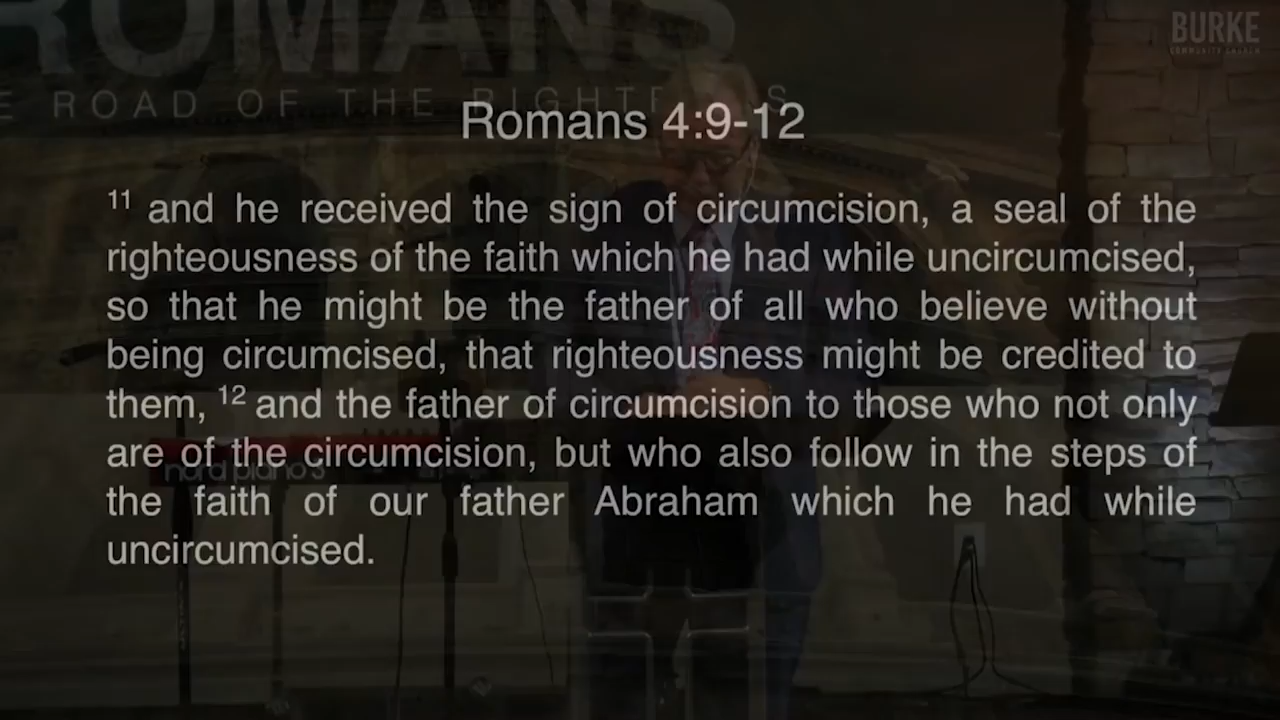 BURKE
COMMUNITY CHURCH
ROMANS
E ROAD OF THE RIGHTE S
Romans 4:9-12
11 and he received the sign of circumcision, a seal of the
righteousness of the faith which he had while uncircumcised,
so that he might be the father of all who believe without
being circumcised, that righteousness might be credited to
them, 12 and the father of circumcision to those who not only
are of the circumcision, but who also follow in the steps of
the faith of our father Abraham which he had while
uncircumcised.
nord piano 3